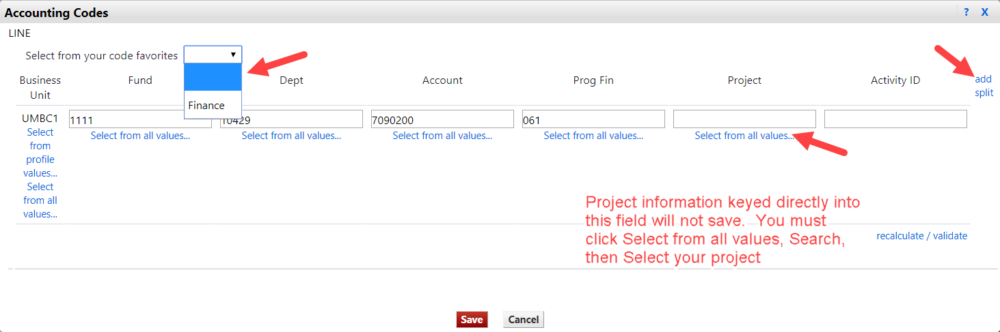 Accounting Codes
? X
LINE
Select from your code favorites ▼
Finance
Business Unit Fund Dept Account Prog Fin Project Activity ID add split
UMBC1 1111 10429 7090200 061
Select from profile values... Select from all values... Select from all values... Select from all values... Select from all values... Select from all values...
Select from all values...
Project information keyed directly into
this field will not save. You must
click Select from all values, Search,
then Select your project
recalculate / validate
Save Cancel